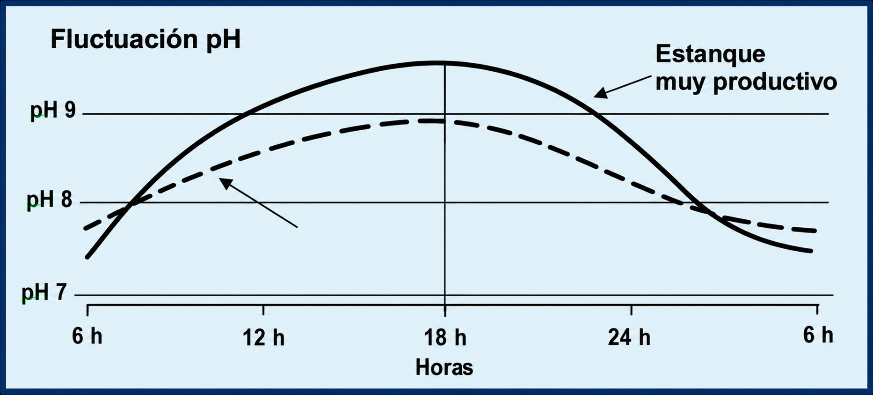 Fluctuación pH
Estanque
muy productivo
pH 9
pH 8
pH 7
6 h
12 h
18 h
24 h
6 h
Horas